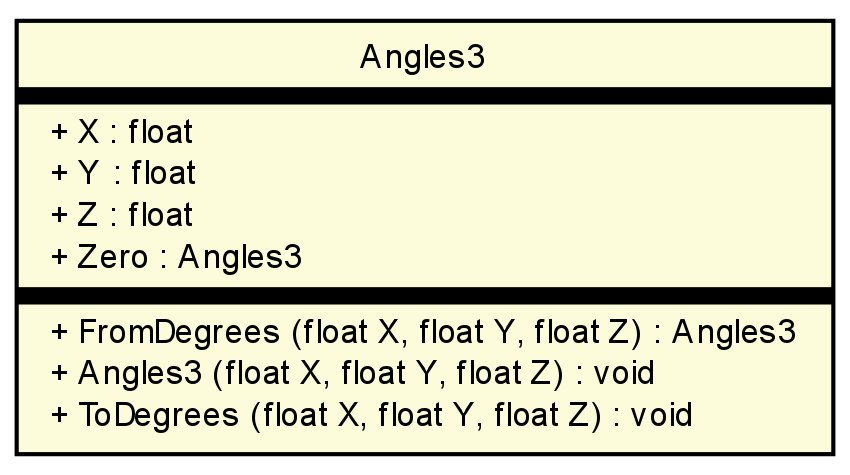 Angles3
+ X : float
+ Y : float
+ Z : float
+ Zero : Angles3
+ FromDegrees (float X, float Y, float Z) : Angles3
+ Angles3 (float X, float Y, float Z) : void
+ ToDegrees (float X, float Y, float Z) : void